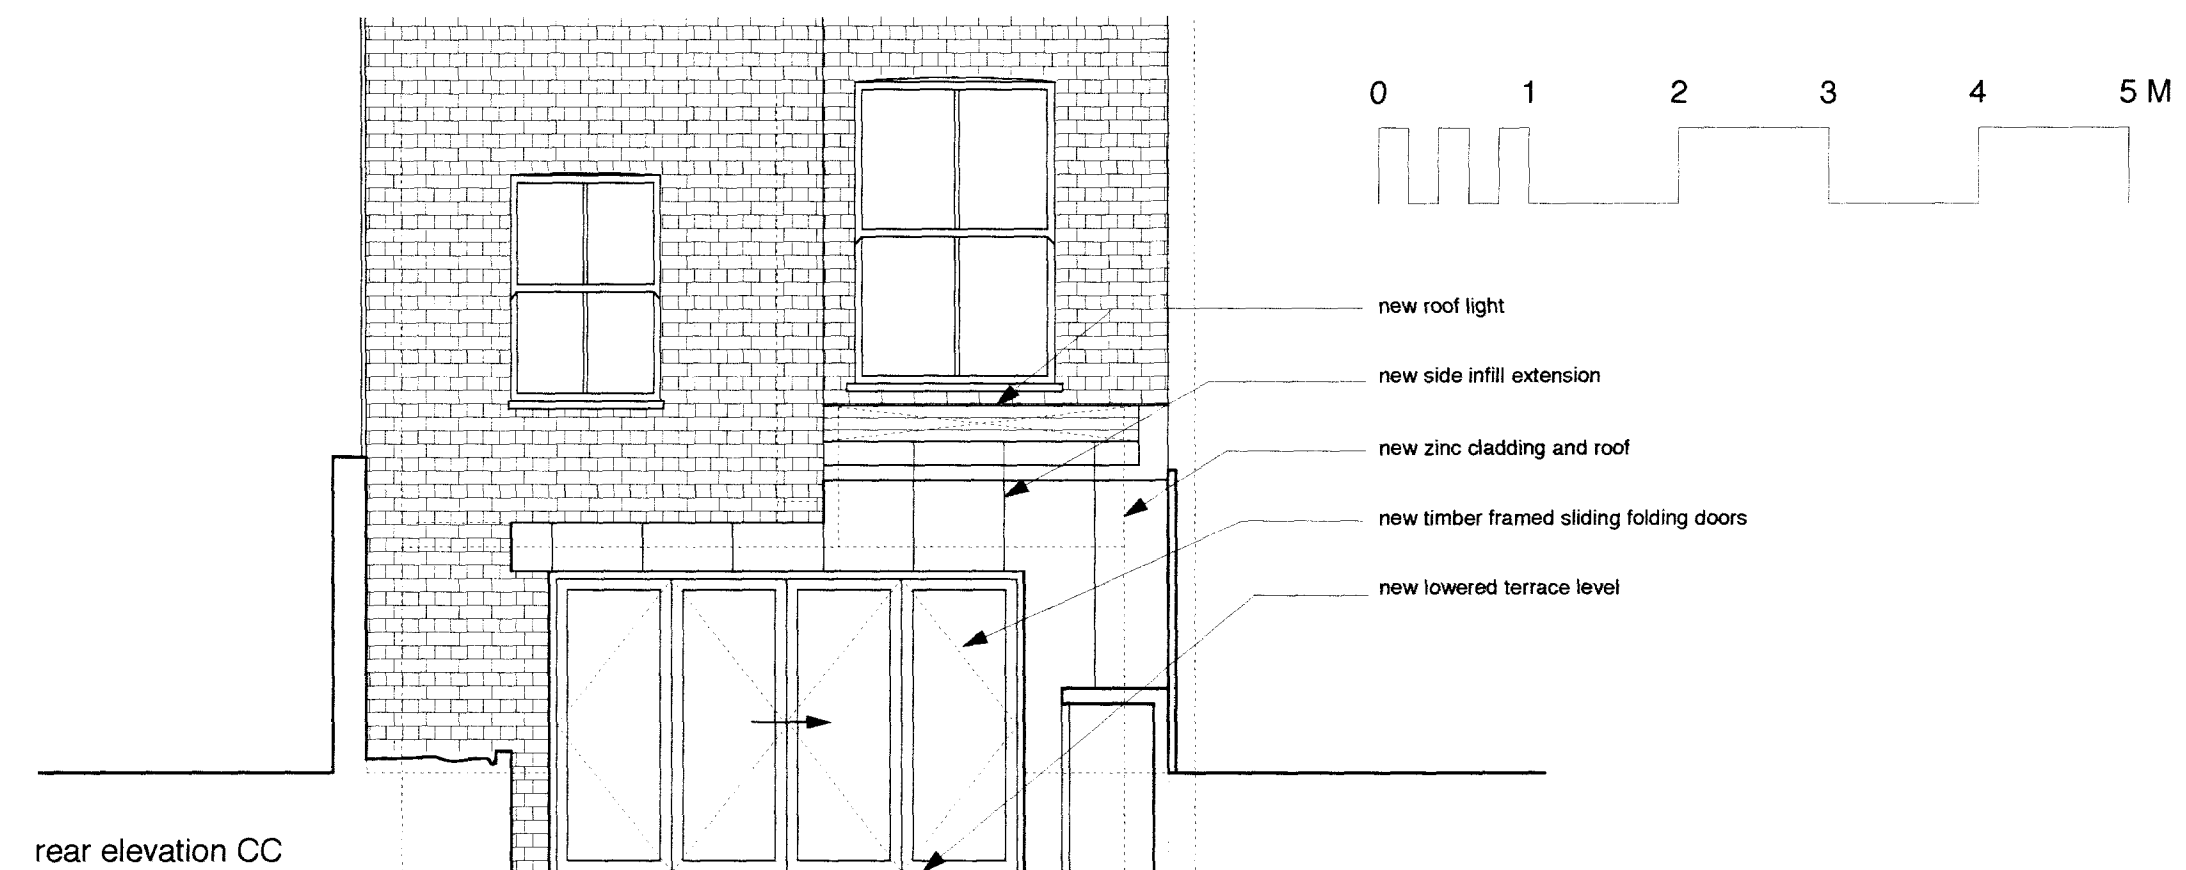 0 1 2 3 4 5 M
new roof light
new side infill extension
new zinc cladding and roof
new timber framed sliding folding doors
new lowered terrace level
rear elevation CC